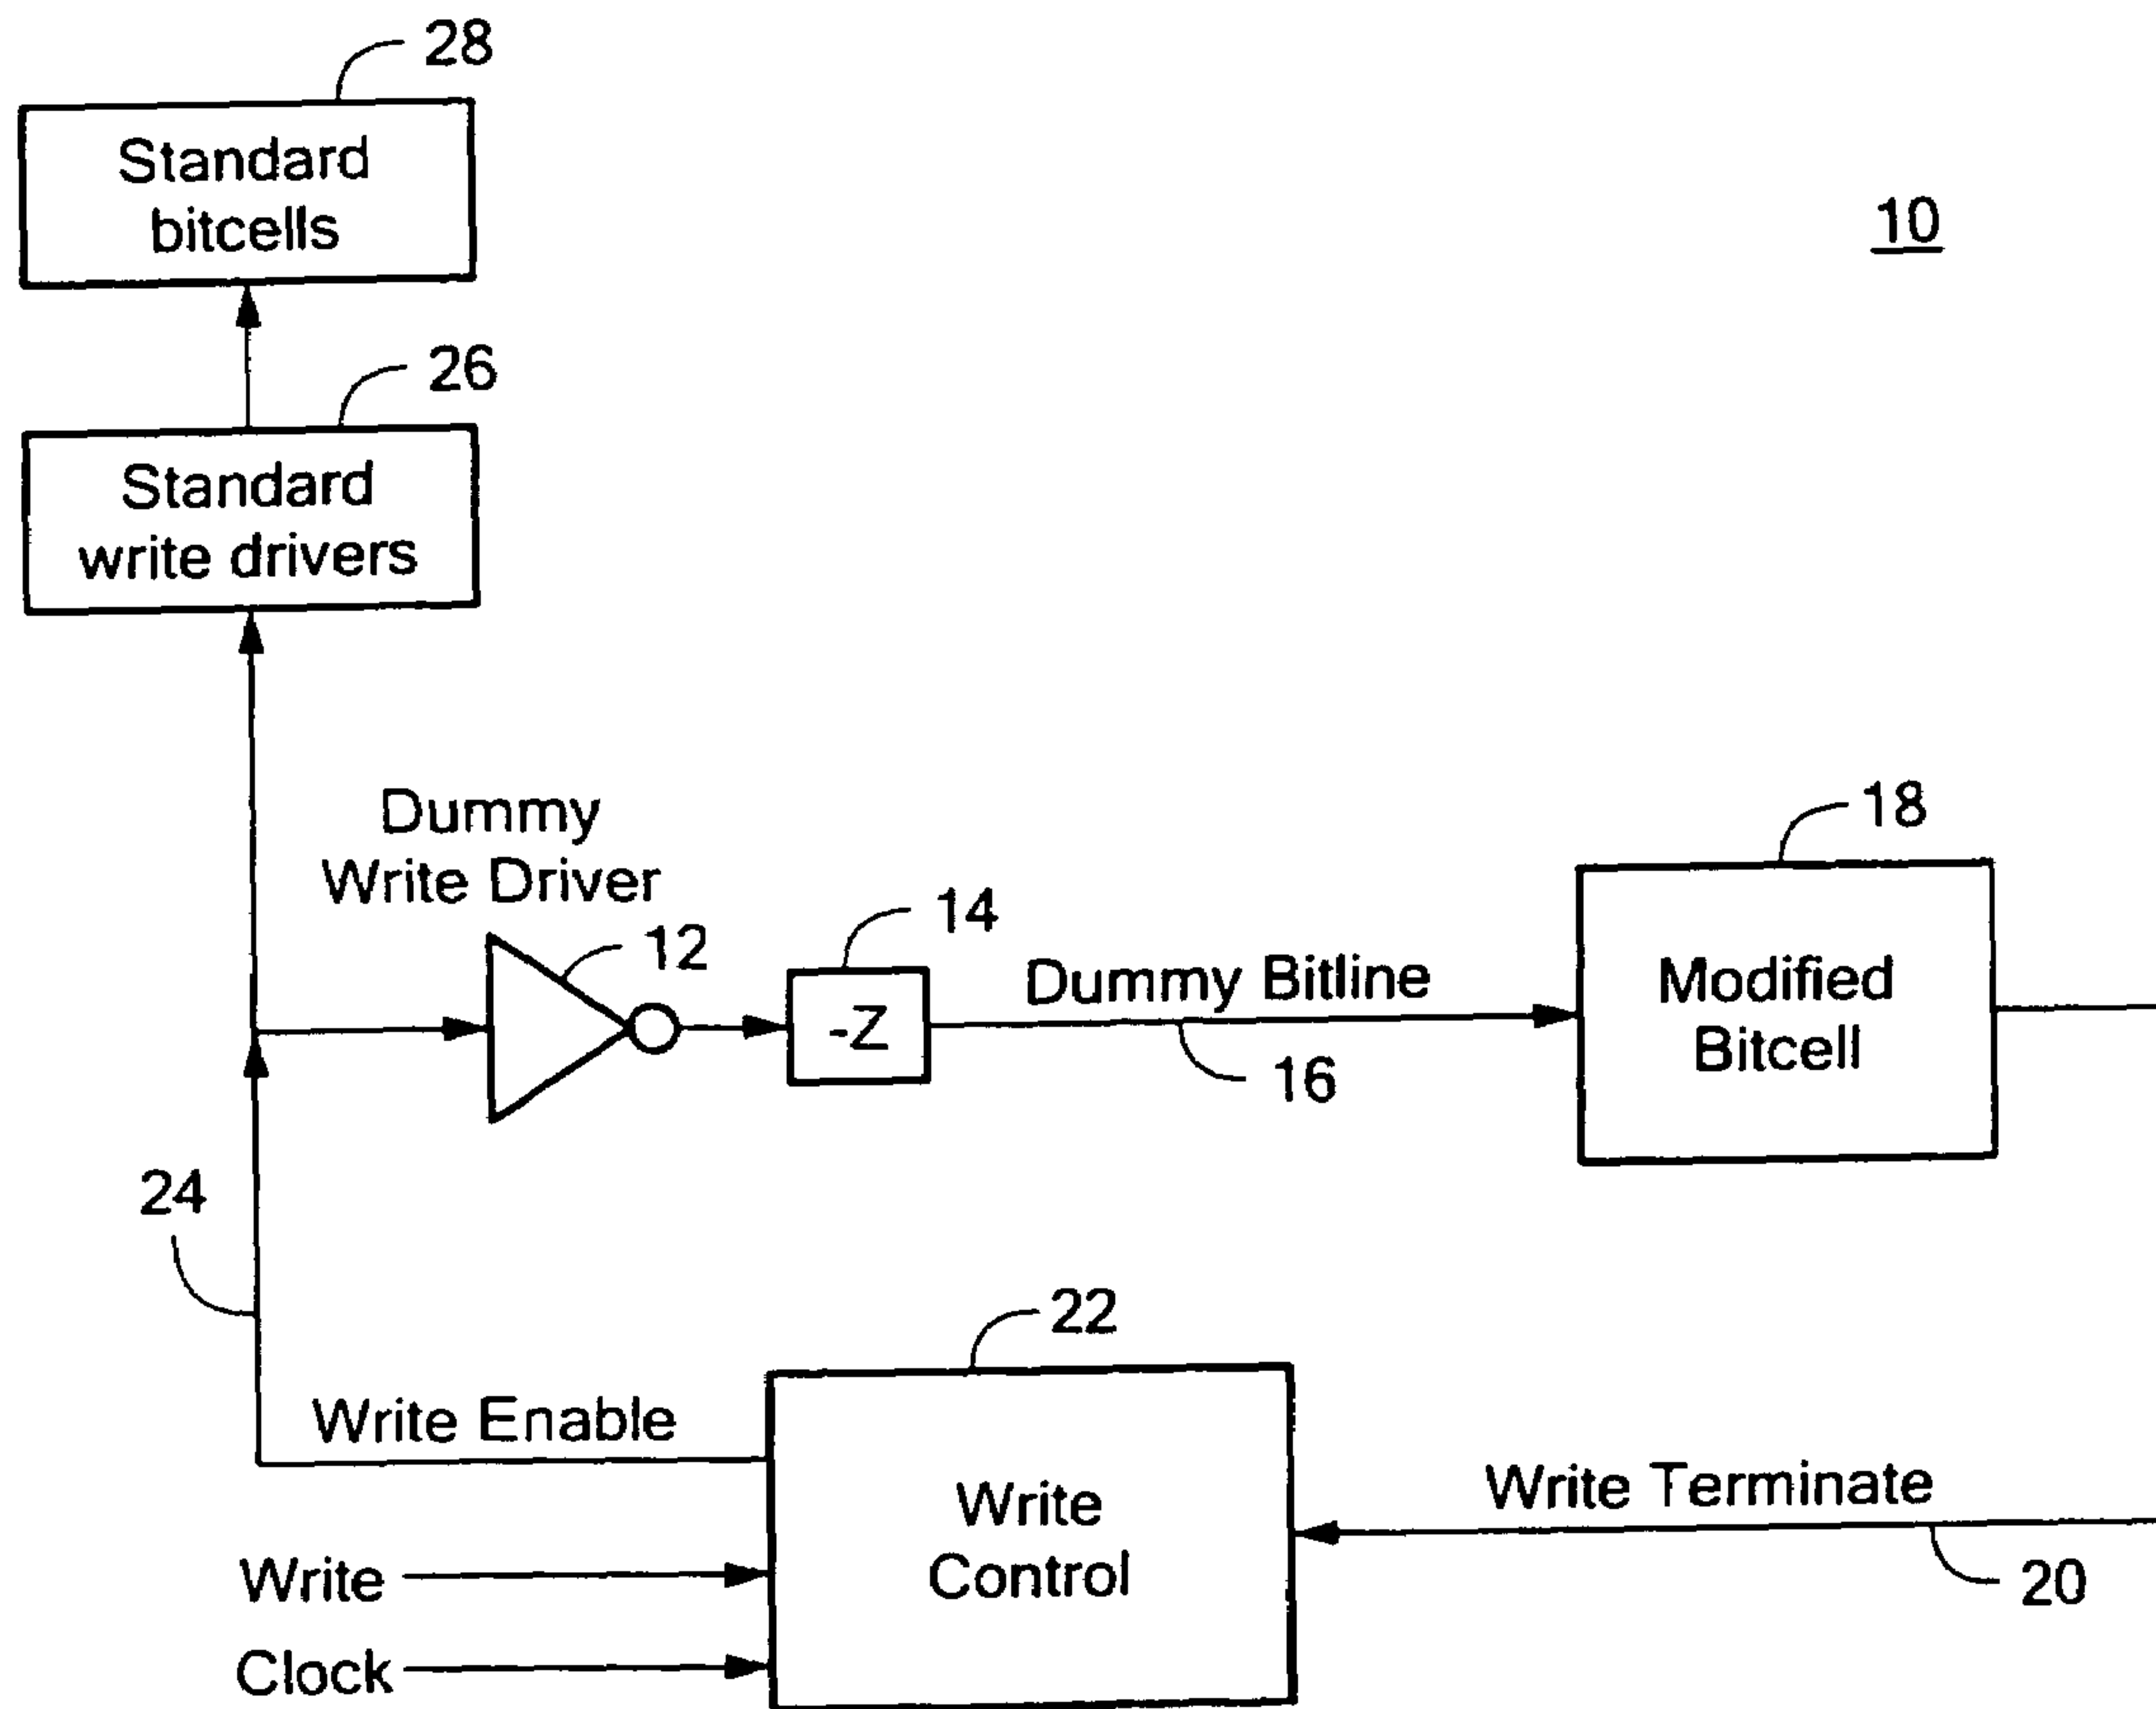 28
Standard
bitcells
10
26
Standard
write drivers
Dummy
Write Driver
12
14
-Z
Dummy Bitline
16
18
Modified
Bitcell
24
22
Write Enable
Write
Control
Write Terminate
20
Write
Clock